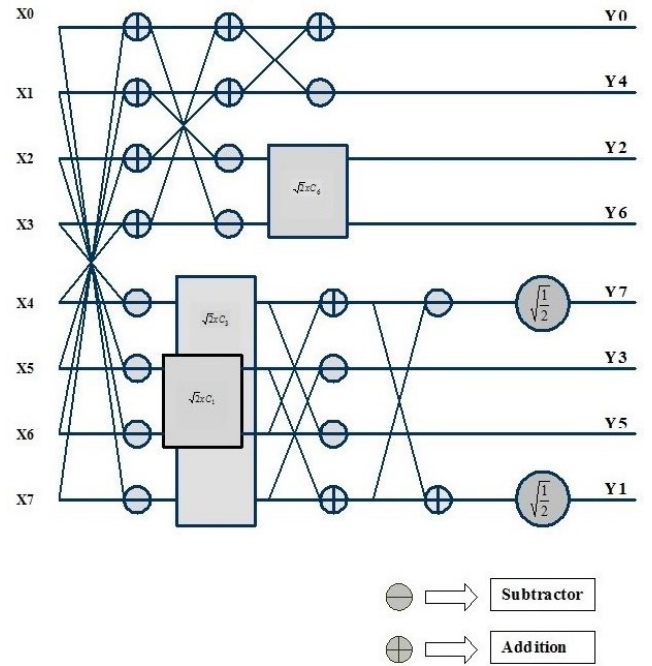 X0 Y0
X1 Y4
X2 Y2
√2xC₆
X3 Y6
X4 Y7
√2xC₃
√1/2
X5 Y3
√2xC₁
X6 Y5
X7 Y1
√1/2
Subtractor
Addition